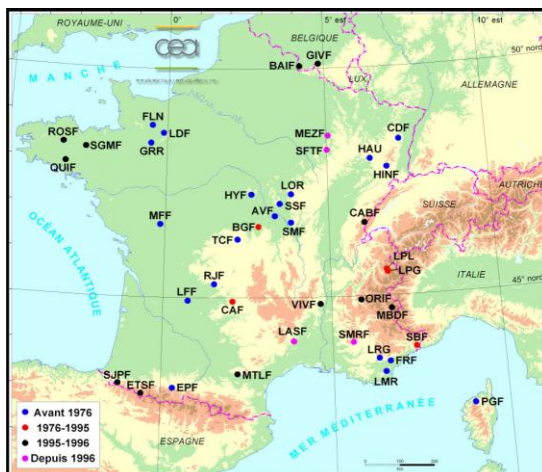 ROYAUME-UNI
0°
5° est
10° est
50° nord
BELGIQUE
GIVF
BAIF
cea
LUX
ALLEMAGNE
MANCHE
FLN
LDF
GRR
ROSF
SGMF
QUIF
MEZF
SFTF
CDF
HAU
HINF
AUTRICHE
HYF
LOR
SSF
AVF
SMF
BGF
TCF
MFF
CABF
SUISSE
OCÉAN ATLANTIQUE
LPL
LPG
ITALIE
45° nord
RJF
LFF
CAF
VIVF
ORIF
MBDF
LASF
SMRF
SBF
LRG
FRF
LMR
SJPF
ETSF
EPF
MTLF
PGF
MER MÉDITERRANÉE
ESPAGNE
Avant 1976
1976-1995
1995-1996
Depuis 1996